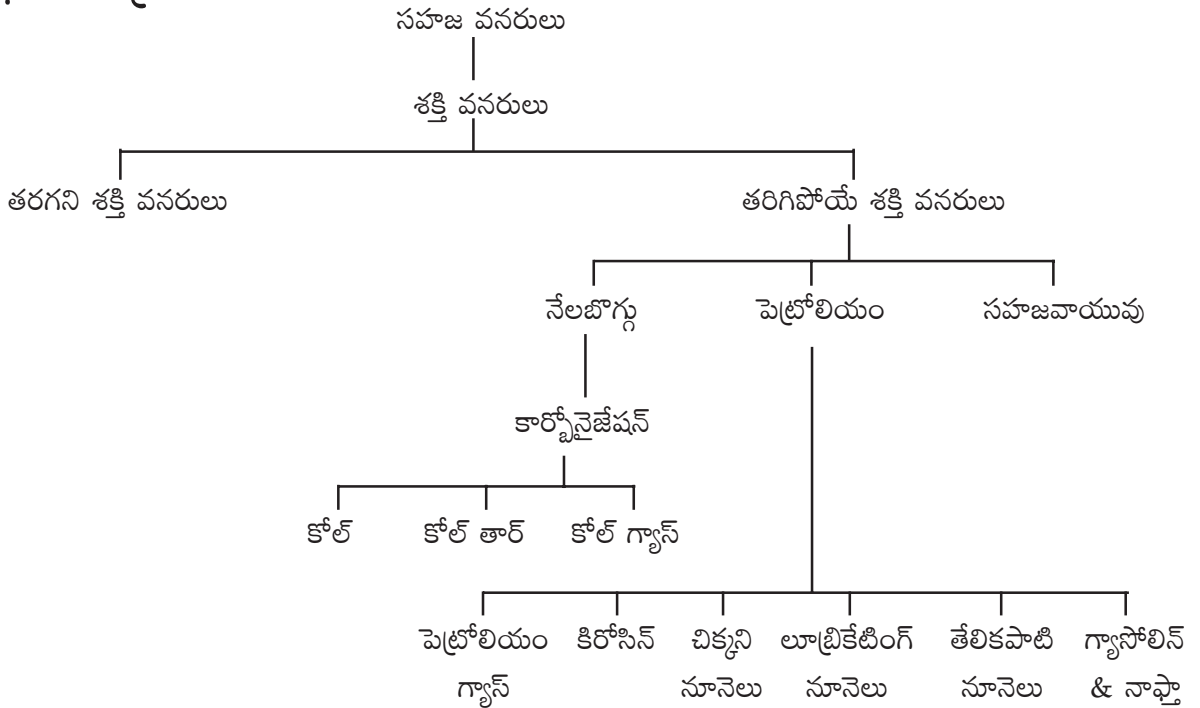 సహజ వనరులు
శక్తి వనరులు
తరగని శక్తి వనరులు తరిగిపోయే శక్తి వనరులు
నేలబొగ్గు పెట్రోలియం సహజవాయువు
కార్బోనైజేషన్
కోల్ కోల్ తార్ కోల్ గ్యాస్
పెట్రోలియం కిరోసిన్ చిక్కని లూబ్రికేటింగ్ తేలికపాటి గ్యాసోలిన్
గ్యాస్ నూనెలు నూనెలు నూనెలు & నాఫ్తా